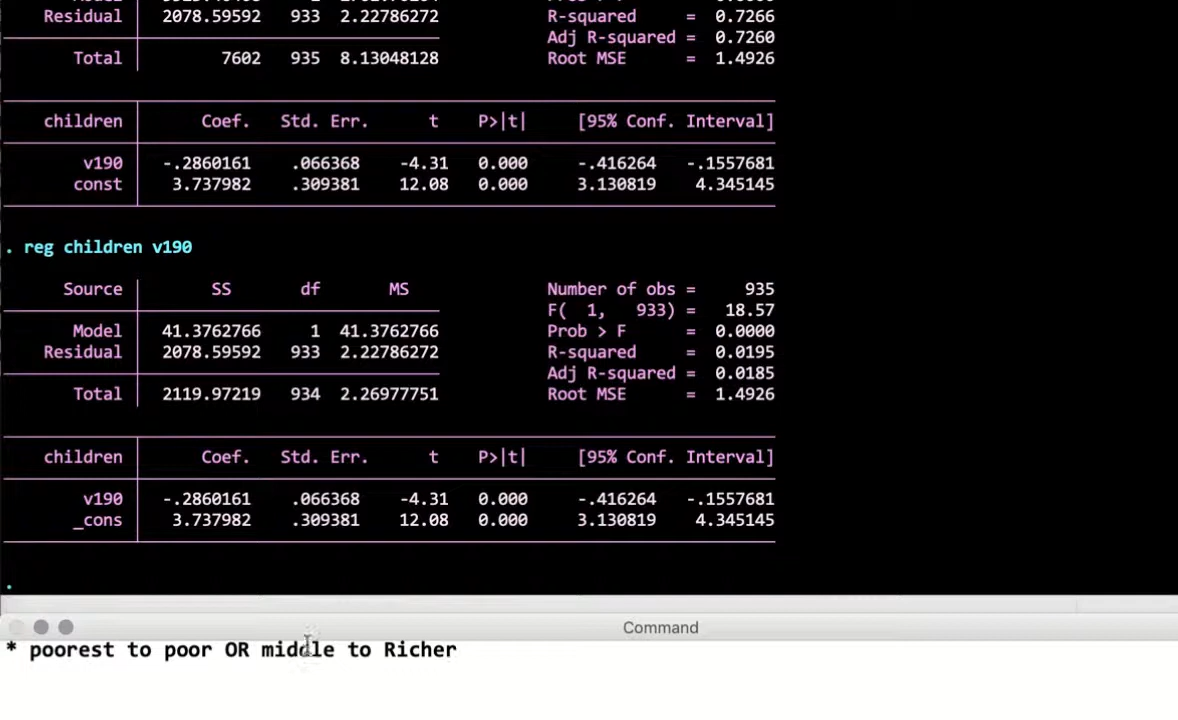 Residual 2078.59592 933 2.22786272 R-squared = 0.7266
Adj R-squared = 0.7260
Total 7602 935 8.13048128 Root MSE = 1.4926
children Coef. Std. Err. t P>|t| [95% Conf. Interval]
v190 -.2860161 .066368 -4.31 0.000 -.416264 -.1557681
const 3.737982 .309381 12.08 0.000 3.130819 4.345145
. reg children v190
Source SS df MS Number of obs = 935
F( 1, 933) = 18.57
Model 41.3762766 1 41.3762766 Prob > F = 0.0000
Residual 2078.59592 933 2.22786272 R-squared = 0.0195
Adj R-squared = 0.0185
Total 2119.97219 934 2.26977751 Root MSE = 1.4926
children Coef. Std. Err. t P>|t| [95% Conf. Interval]
v190 -.2860161 .066368 -4.31 0.000 -.416264 -.1557681
_cons 3.737982 .309381 12.08 0.000 3.130819 4.345145
.
Command
* poorest to poor OR middle to Richer